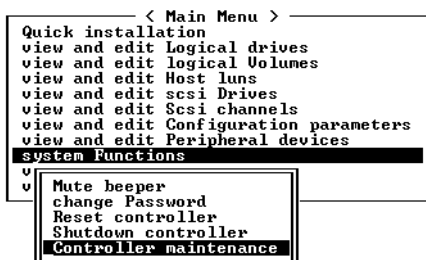 < Main Menu >
Quick installation
view and edit Logical drives
view and edit logical Volumes
view and edit Host luns
view and edit scsi Drives
view and edit Scsi channels
view and edit Configuration parameters
view and edit Peripheral devices
system Functions
v
v
Mute beeper
change Password
Reset controller
Shutdown controller
Controller maintenance